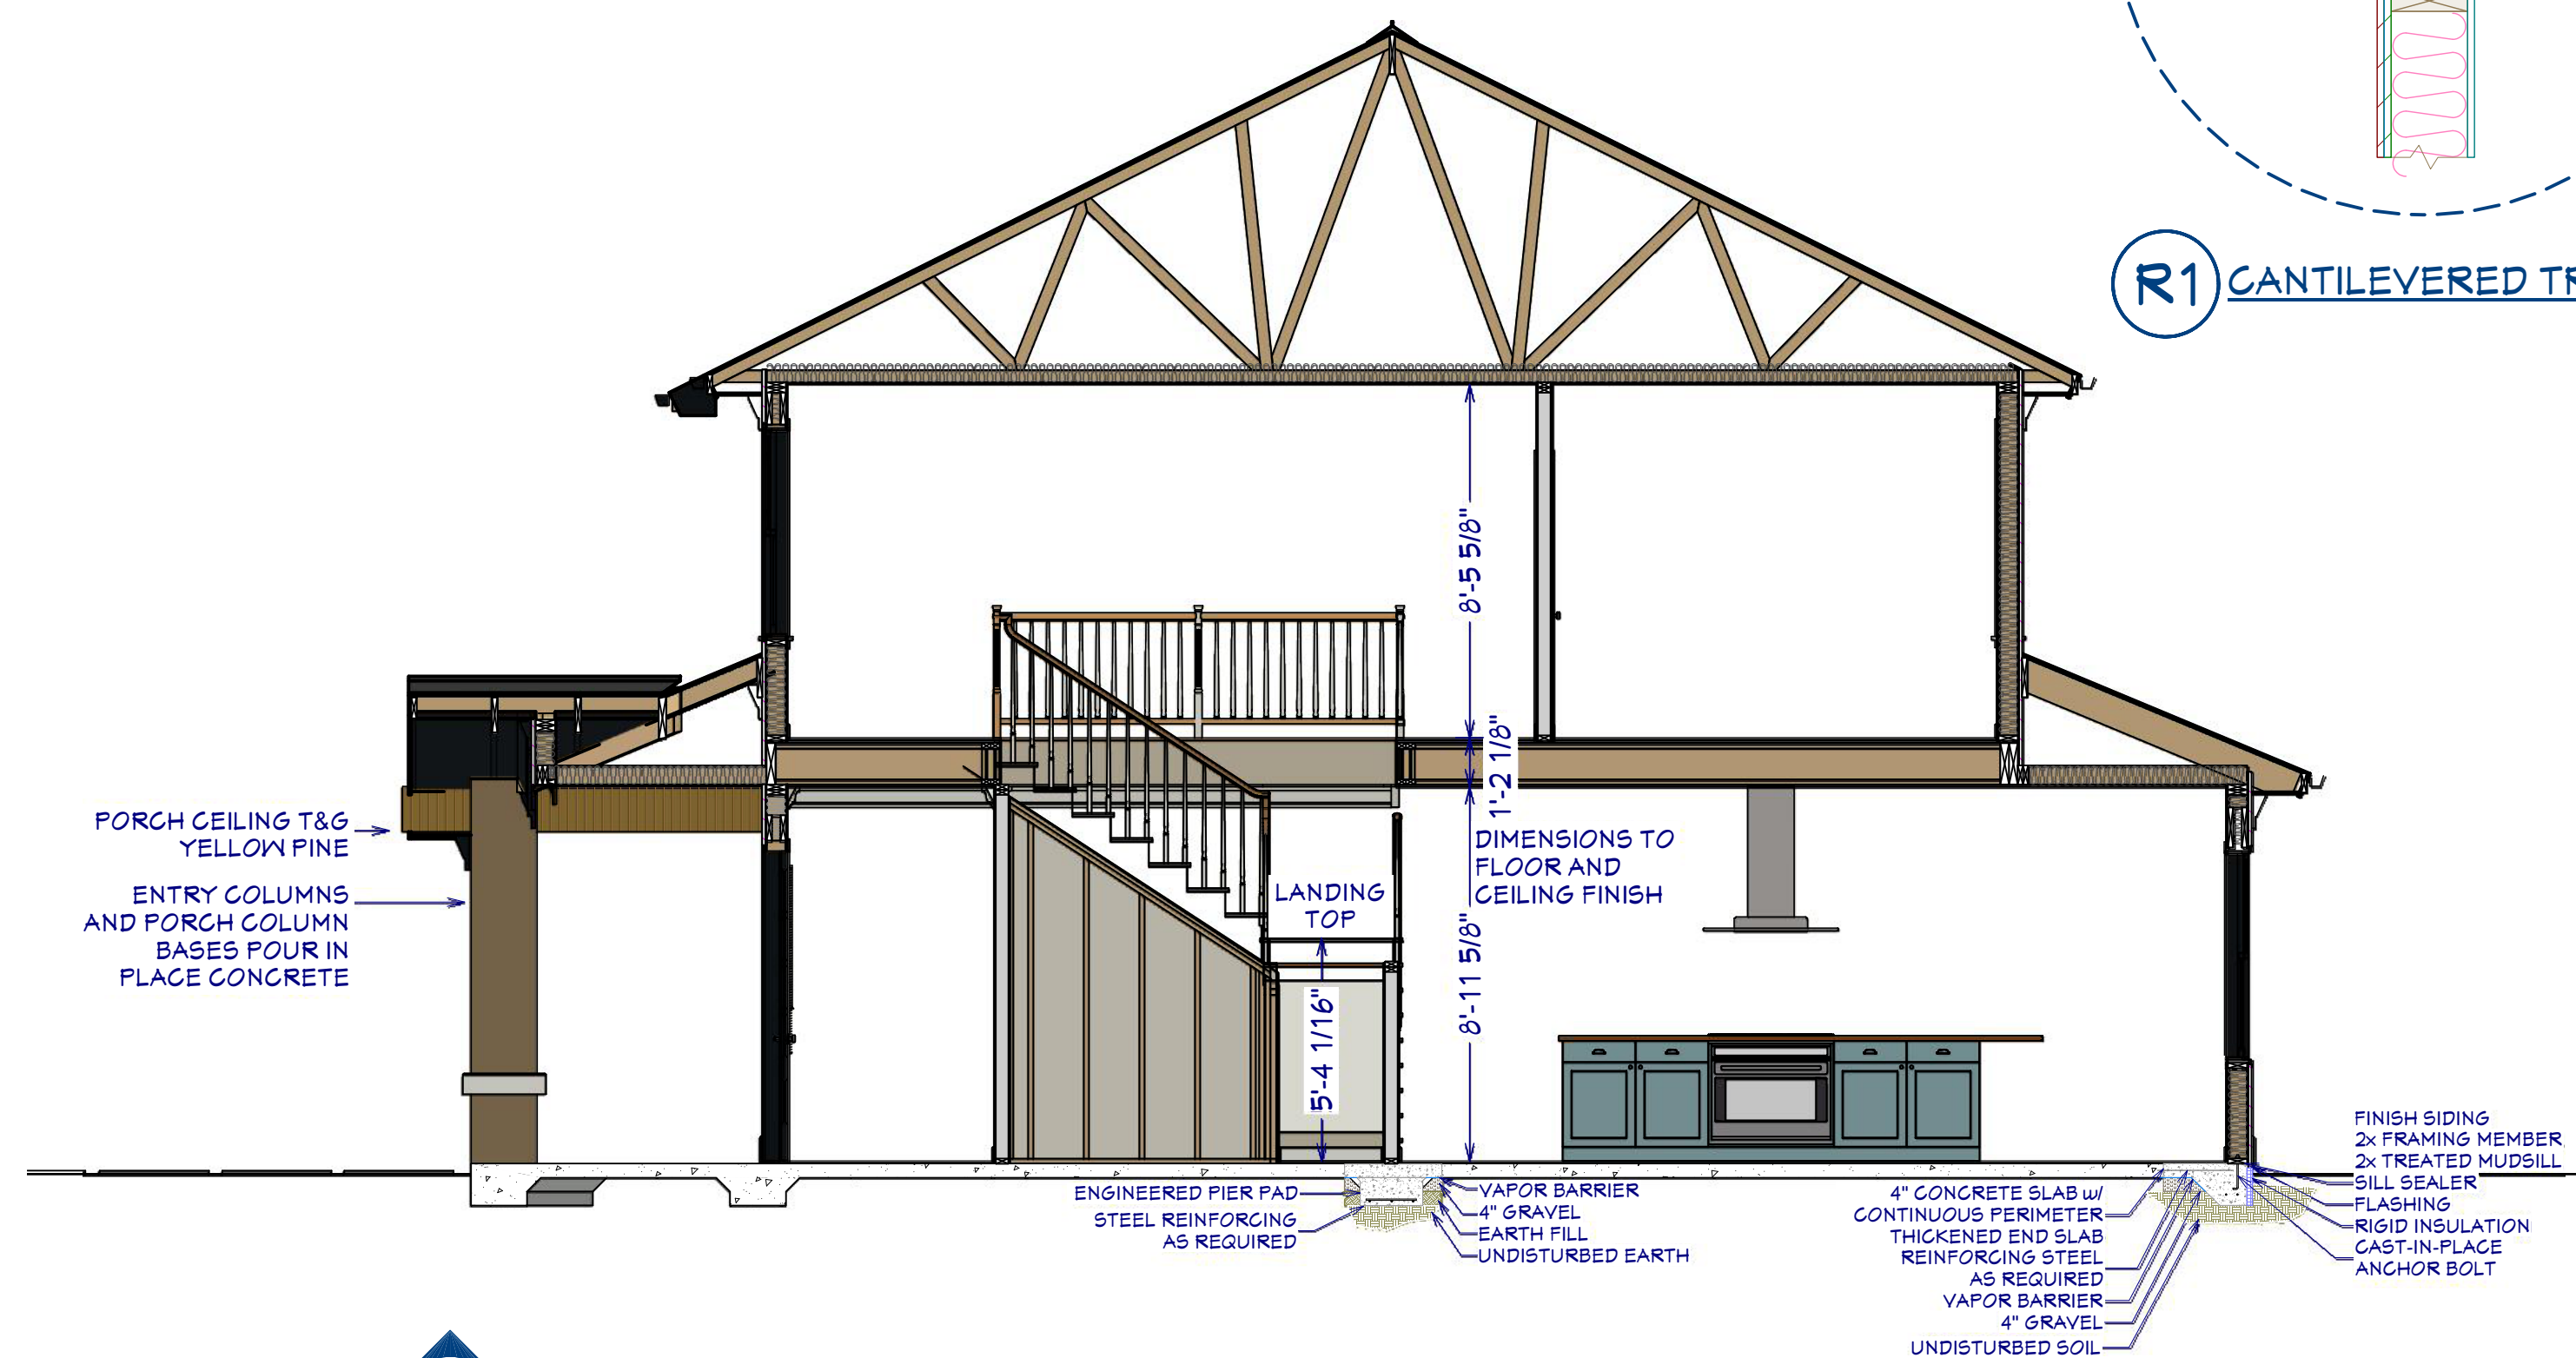 R1 CANTILEVERED
8'-5 5/8"
1'-2 1/8"
PORCH CEILING T&G
YELLOW PINE
ENTRY COLUMNS
AND PORCH COLUMN
BASES POUR IN
PLACE CONCRETE
DIMENSIONS TO
FLOOR AND
CEILING FINISH
LANDING
TOP
8'-11 5/8"
5'-4 1/16"
ENGINEERED PIER PAD
STEEL REINFORCING
AS REQUIRED
VAPOR BARRIER
4" GRAVEL
EARTH FILL
UNDISTURBED EARTH
4" CONCRETE SLAB w/
CONTINUOUS PERIMETER
THICKENED END SLAB
REINFORCING STEEL
AS REQUIRED
VAPOR BARRIER
4" GRAVEL
UNDISTURBED SOIL
FINISH SIDING
2x FRAMING MEMBER
2x TREATED MUDSILL
SILL SEALER
FLASHING
RIGID INSULATION
CAST-IN-PLACE
ANCHOR BOLT